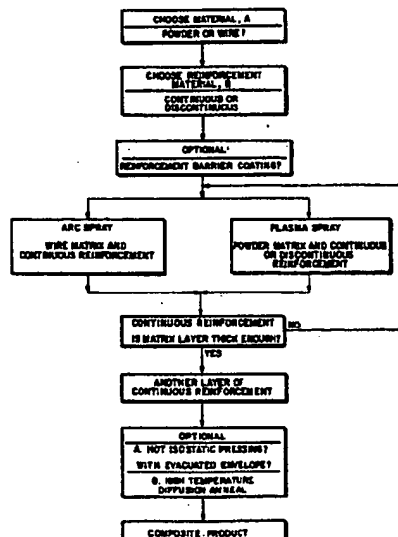 CHOOSE MATERIAL, A
POWDER OR WIRE?
CHOOSE REINFORCEMENT
MATERIAL, B
CONTINUOUS OR
DISCONTINUOUS
OPTIONAL
REINFORCEMENT BARRIER COATING?
ARC SPRAY
WIRE MATRIX AND
CONTINUOUS REINFORCEMENT
PLASMA SPRAY
POWDER MATRIX AND CONTINUOUS
OR DISCONTINUOUS
REINFORCEMENT
CONTINUOUS REINFORCEMENT
IS MATRIX LAYER THICK ENOUGH?
NO
YES
ANOTHER LAYER OF
CONTINUOUS REINFORCEMENT
OPTIONAL
A. HOT ISOSTATIC PRESSING?
WITH EVACUATED ENVELOPE?
B. HIGH TEMPERATURE
DIFFUSION ANNEAL
COMPOSITE PRODUCT